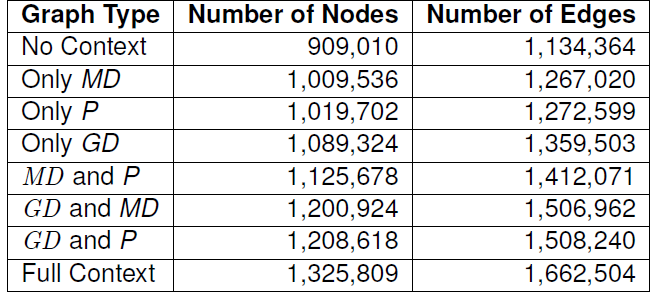 Graph Type Number of Nodes Number of Edges
No Context 909,010 1,134,364
Only MD 1,009,536 1,267,020
Only P 1,019,702 1,272,599
Only GD 1,089,324 1,359,503
MD and P 1,125,678 1,412,071
GD and MD 1,200,924 1,506,962
GD and P 1,208,618 1,508,240
Full Context 1,325,809 1,662,504